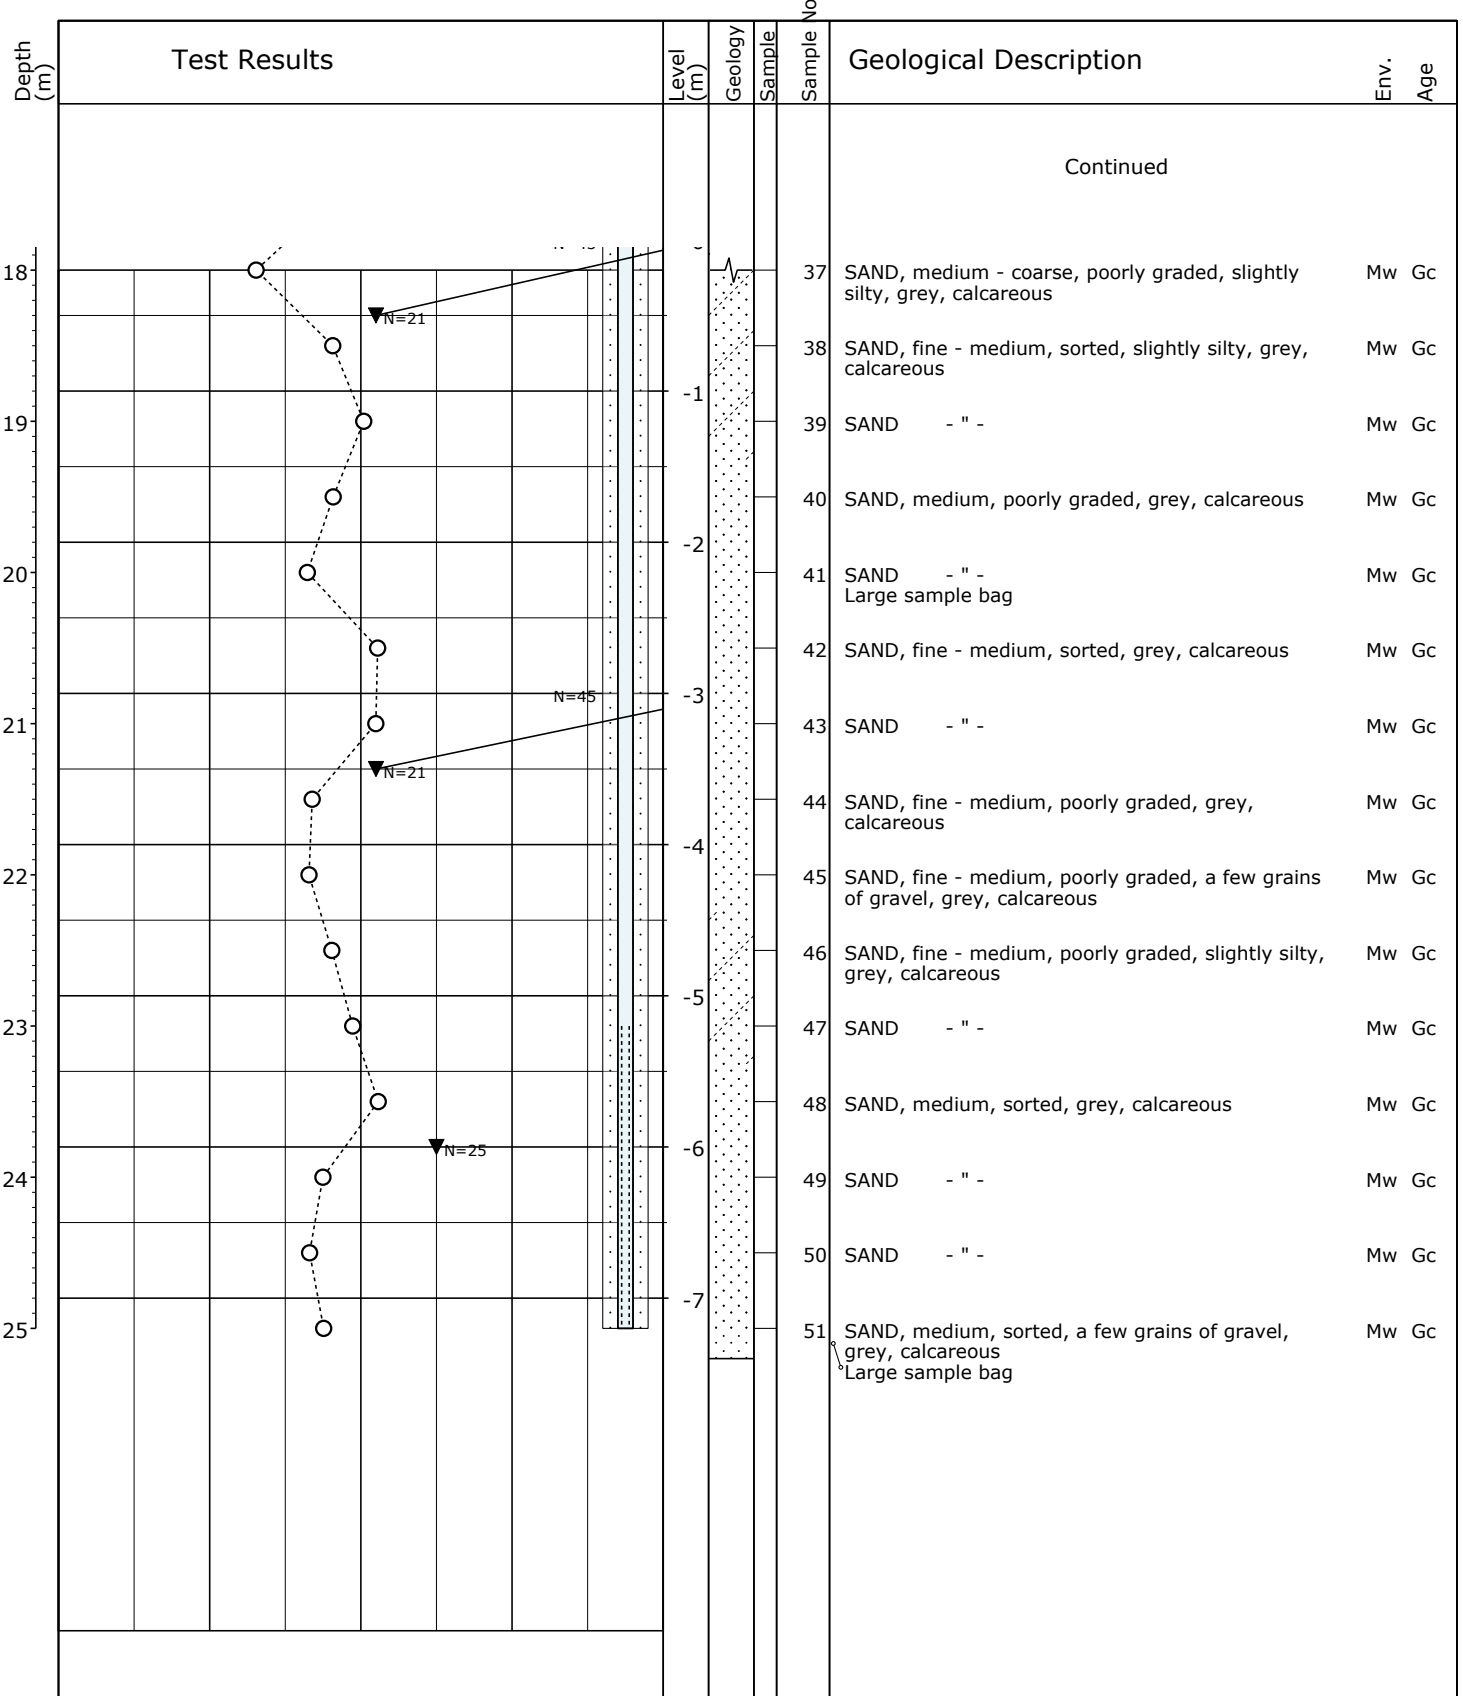 Depth (m)
Test Results
Level (m)
Geology
Sample
Sample No
Geological Description
Env.
Age
Continued
18
N=21
37 SAND, medium - coarse, poorly graded, slightly Mw Gc
silty, grey, calcareous
38 SAND, fine - medium, sorted, slightly silty, grey, Mw Gc
calcareous
-1
19
39 SAND - " - Mw Gc
40 SAND, medium, poorly graded, grey, calcareous Mw Gc
-2
20
41 SAND - " - Mw Gc
Large sample bag
42 SAND, fine - medium, sorted, grey, calcareous Mw Gc
N=45
-3
21
43 SAND - " - Mw Gc
N=21
44 SAND, fine - medium, poorly graded, grey, Mw Gc
calcareous
-4
22
45 SAND, fine - medium, poorly graded, a few grains Mw Gc
of gravel, grey, calcareous
46 SAND, fine - medium, poorly graded, slightly silty, Mw Gc
grey, calcareous
-5
23
47 SAND - " - Mw Gc
48 SAND, medium, sorted, grey, calcareous Mw Gc
N=25
-6
24
49 SAND - " - Mw Gc
50 SAND - " - Mw Gc
-7
25
51 SAND, medium, sorted, a few grains of gravel, Mw Gc
grey, calcareous
Large sample bag